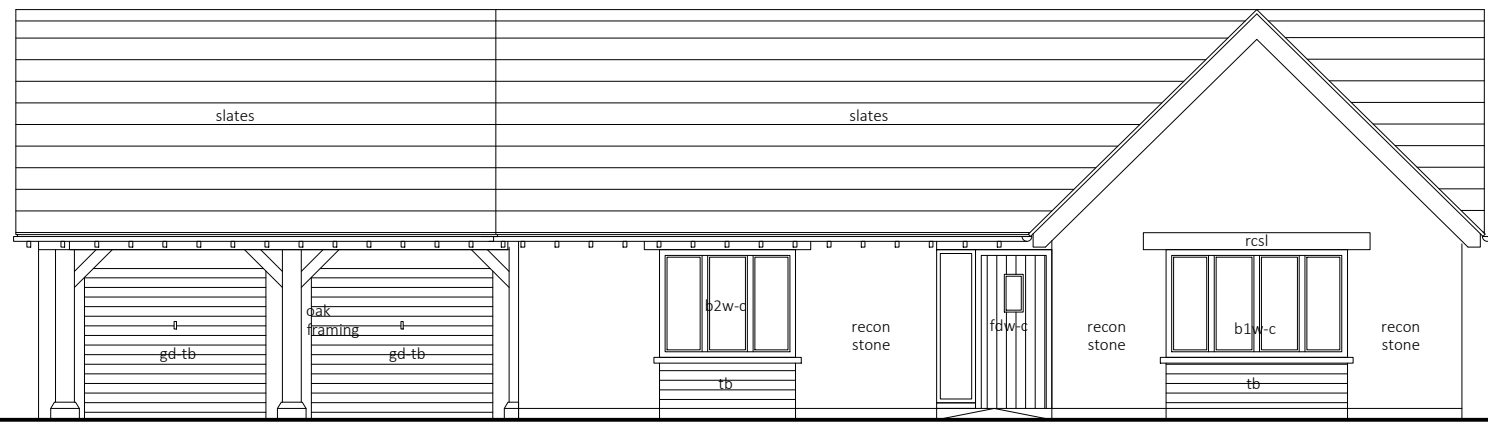 slates
slates
rcsl
b2w-c
oak
framing
fdw-c
recon
stone
recon
stone
b1w-c
recon
stone
gd-tb
gd-tb
tb
tb